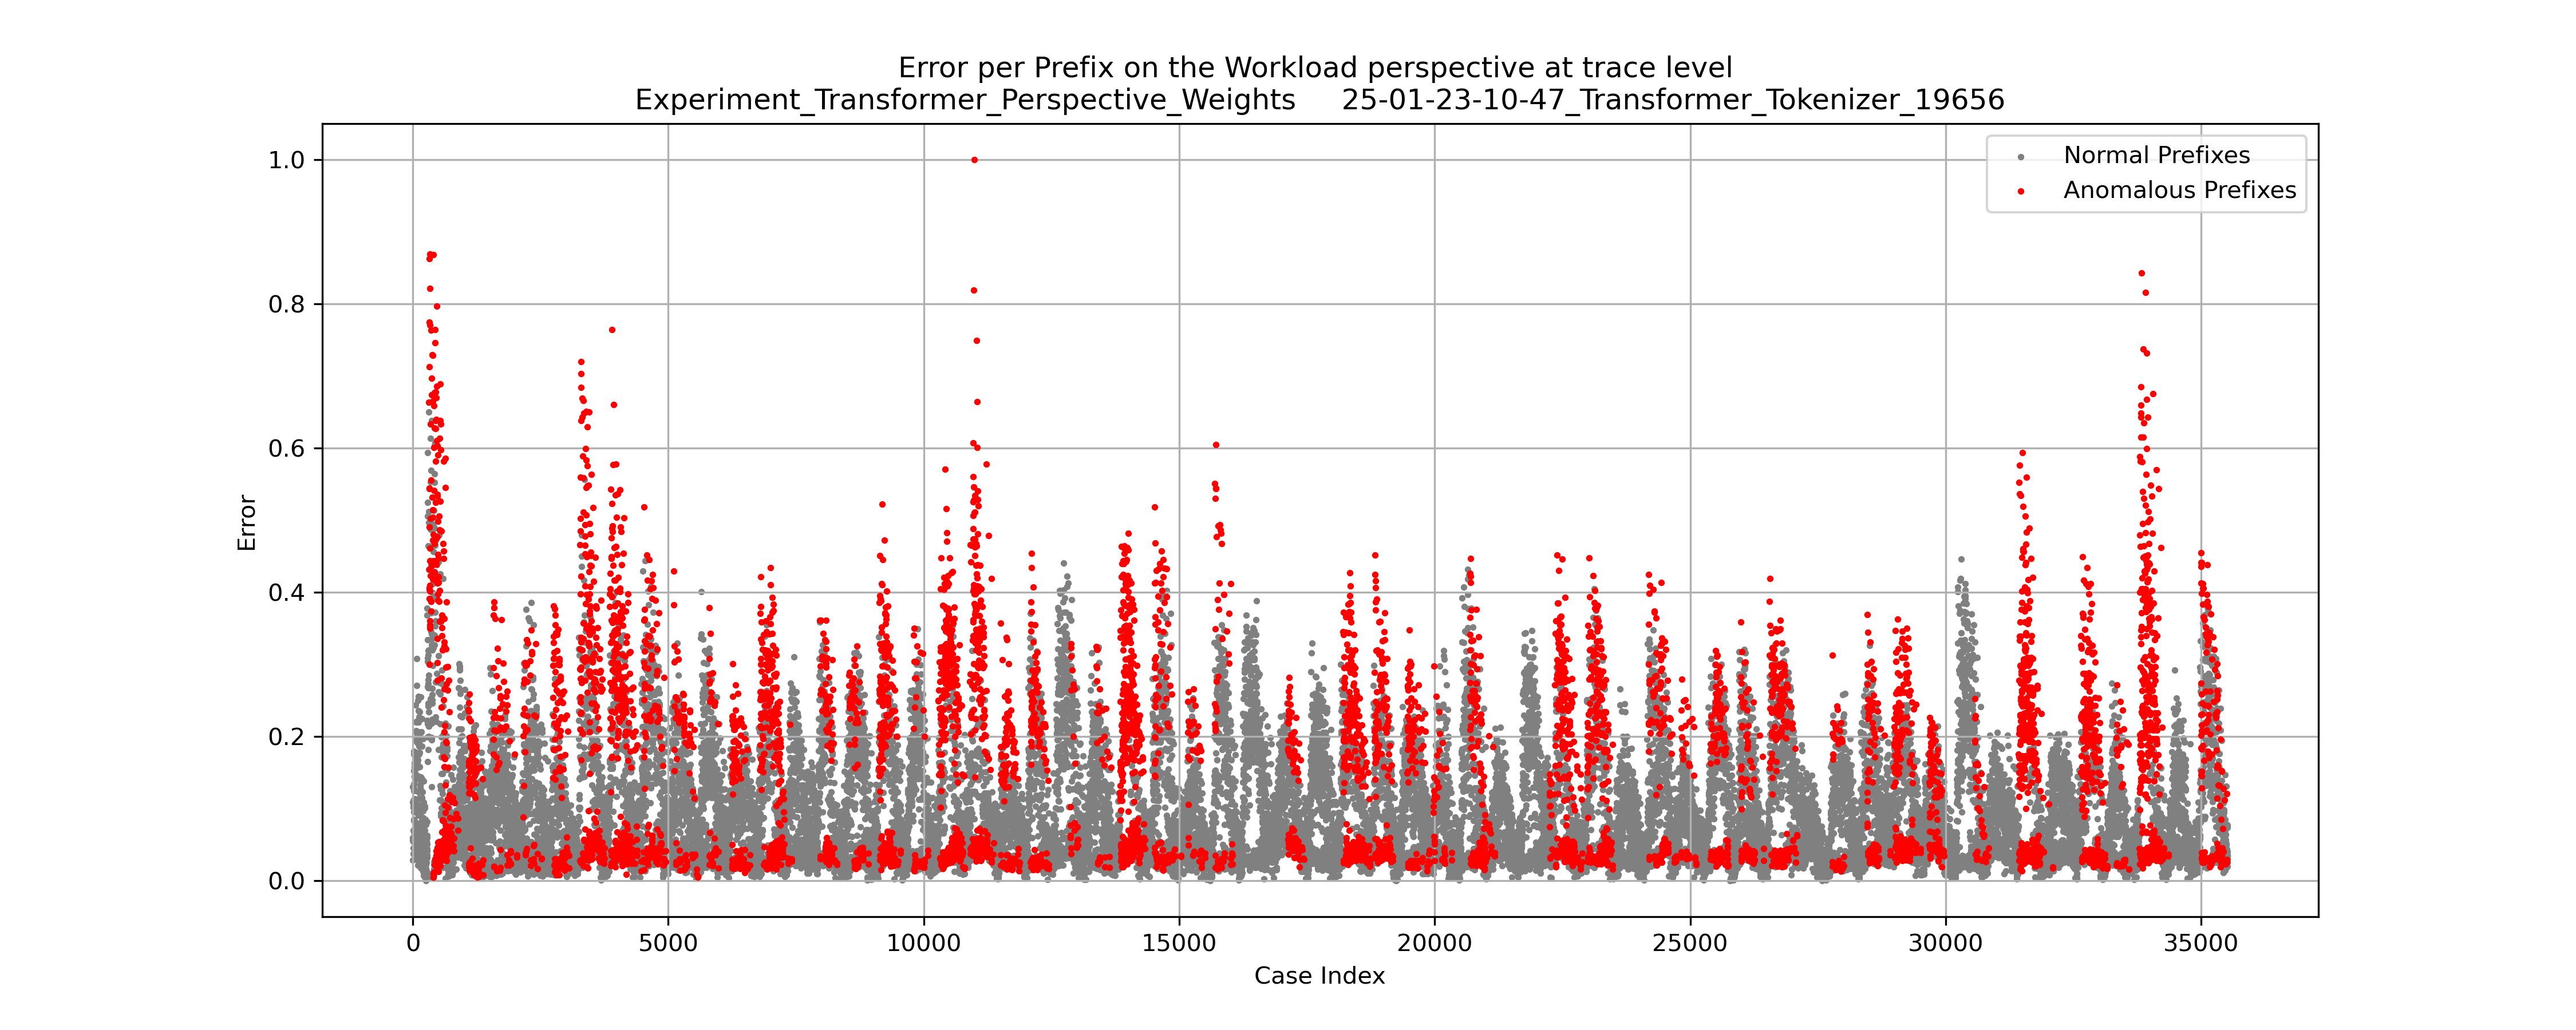 Error per Prefix on the Workload perspective at trace level
Experiment_Transformer_Perspective_Weights 25-01-23-10-47_Transformer_Tokenizer_19656
Normal Prefixes
Anomalous Prefixes
1.0
0.8
0.6
0.4
0.2
0.0
Error
0 5000 10000 15000 20000 25000 30000 35000
Case Index